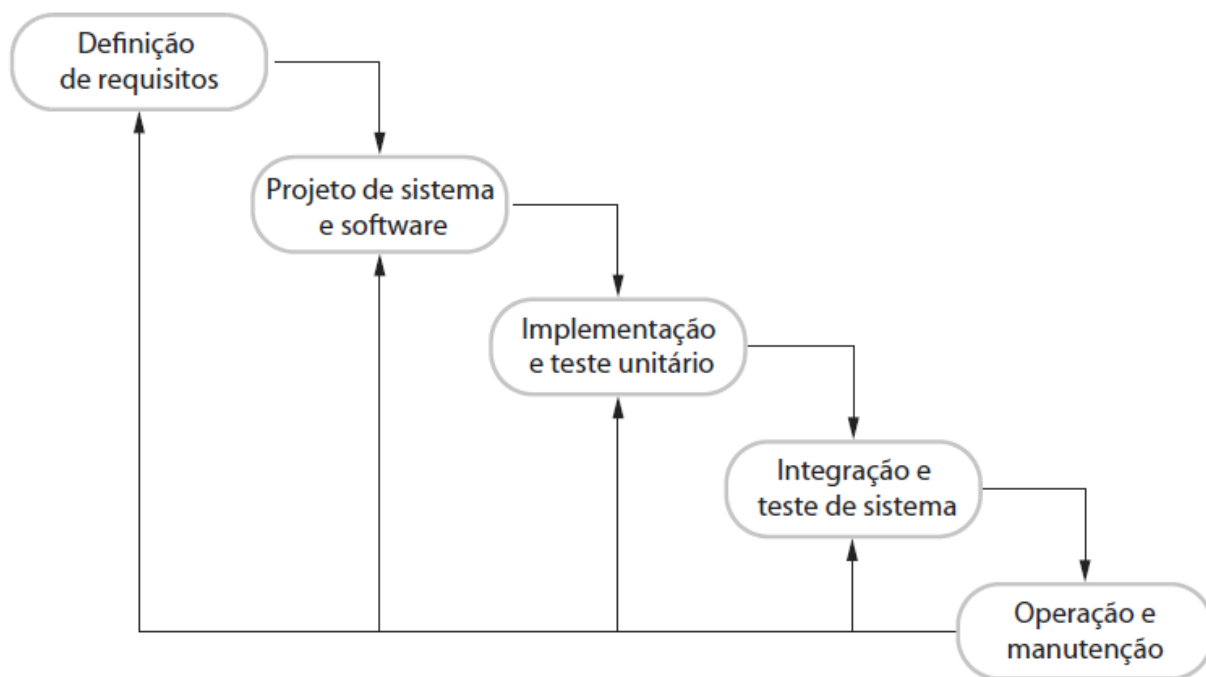 Definição
de requisitos
Projeto de sistema
e software
Implementação
e teste unitário
Integração e
teste de sistema
Operação e
manutenção